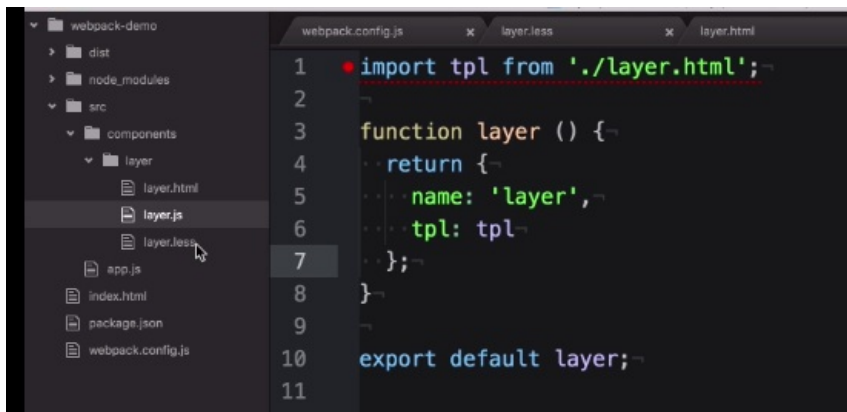 webpack-demo
dist
node_modules
src
components
layer
layer.html
layer.js
layer.less
app.js
index.html
package.json
webpack.config.js
webpack.config.js x layer.less x layer.html
1 import tpl from './layer.html';
2
3 function layer () {
4 return {
5 name: 'layer',
6 tpl: tpl
7 };
8 }
9
10 export default layer;
11